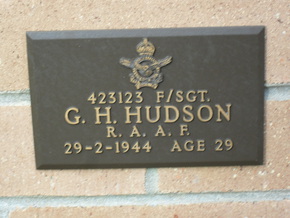 423123 F/SGT.
G. H. HUDSON
R. A. A. F.
29-2-1944 AGE 29